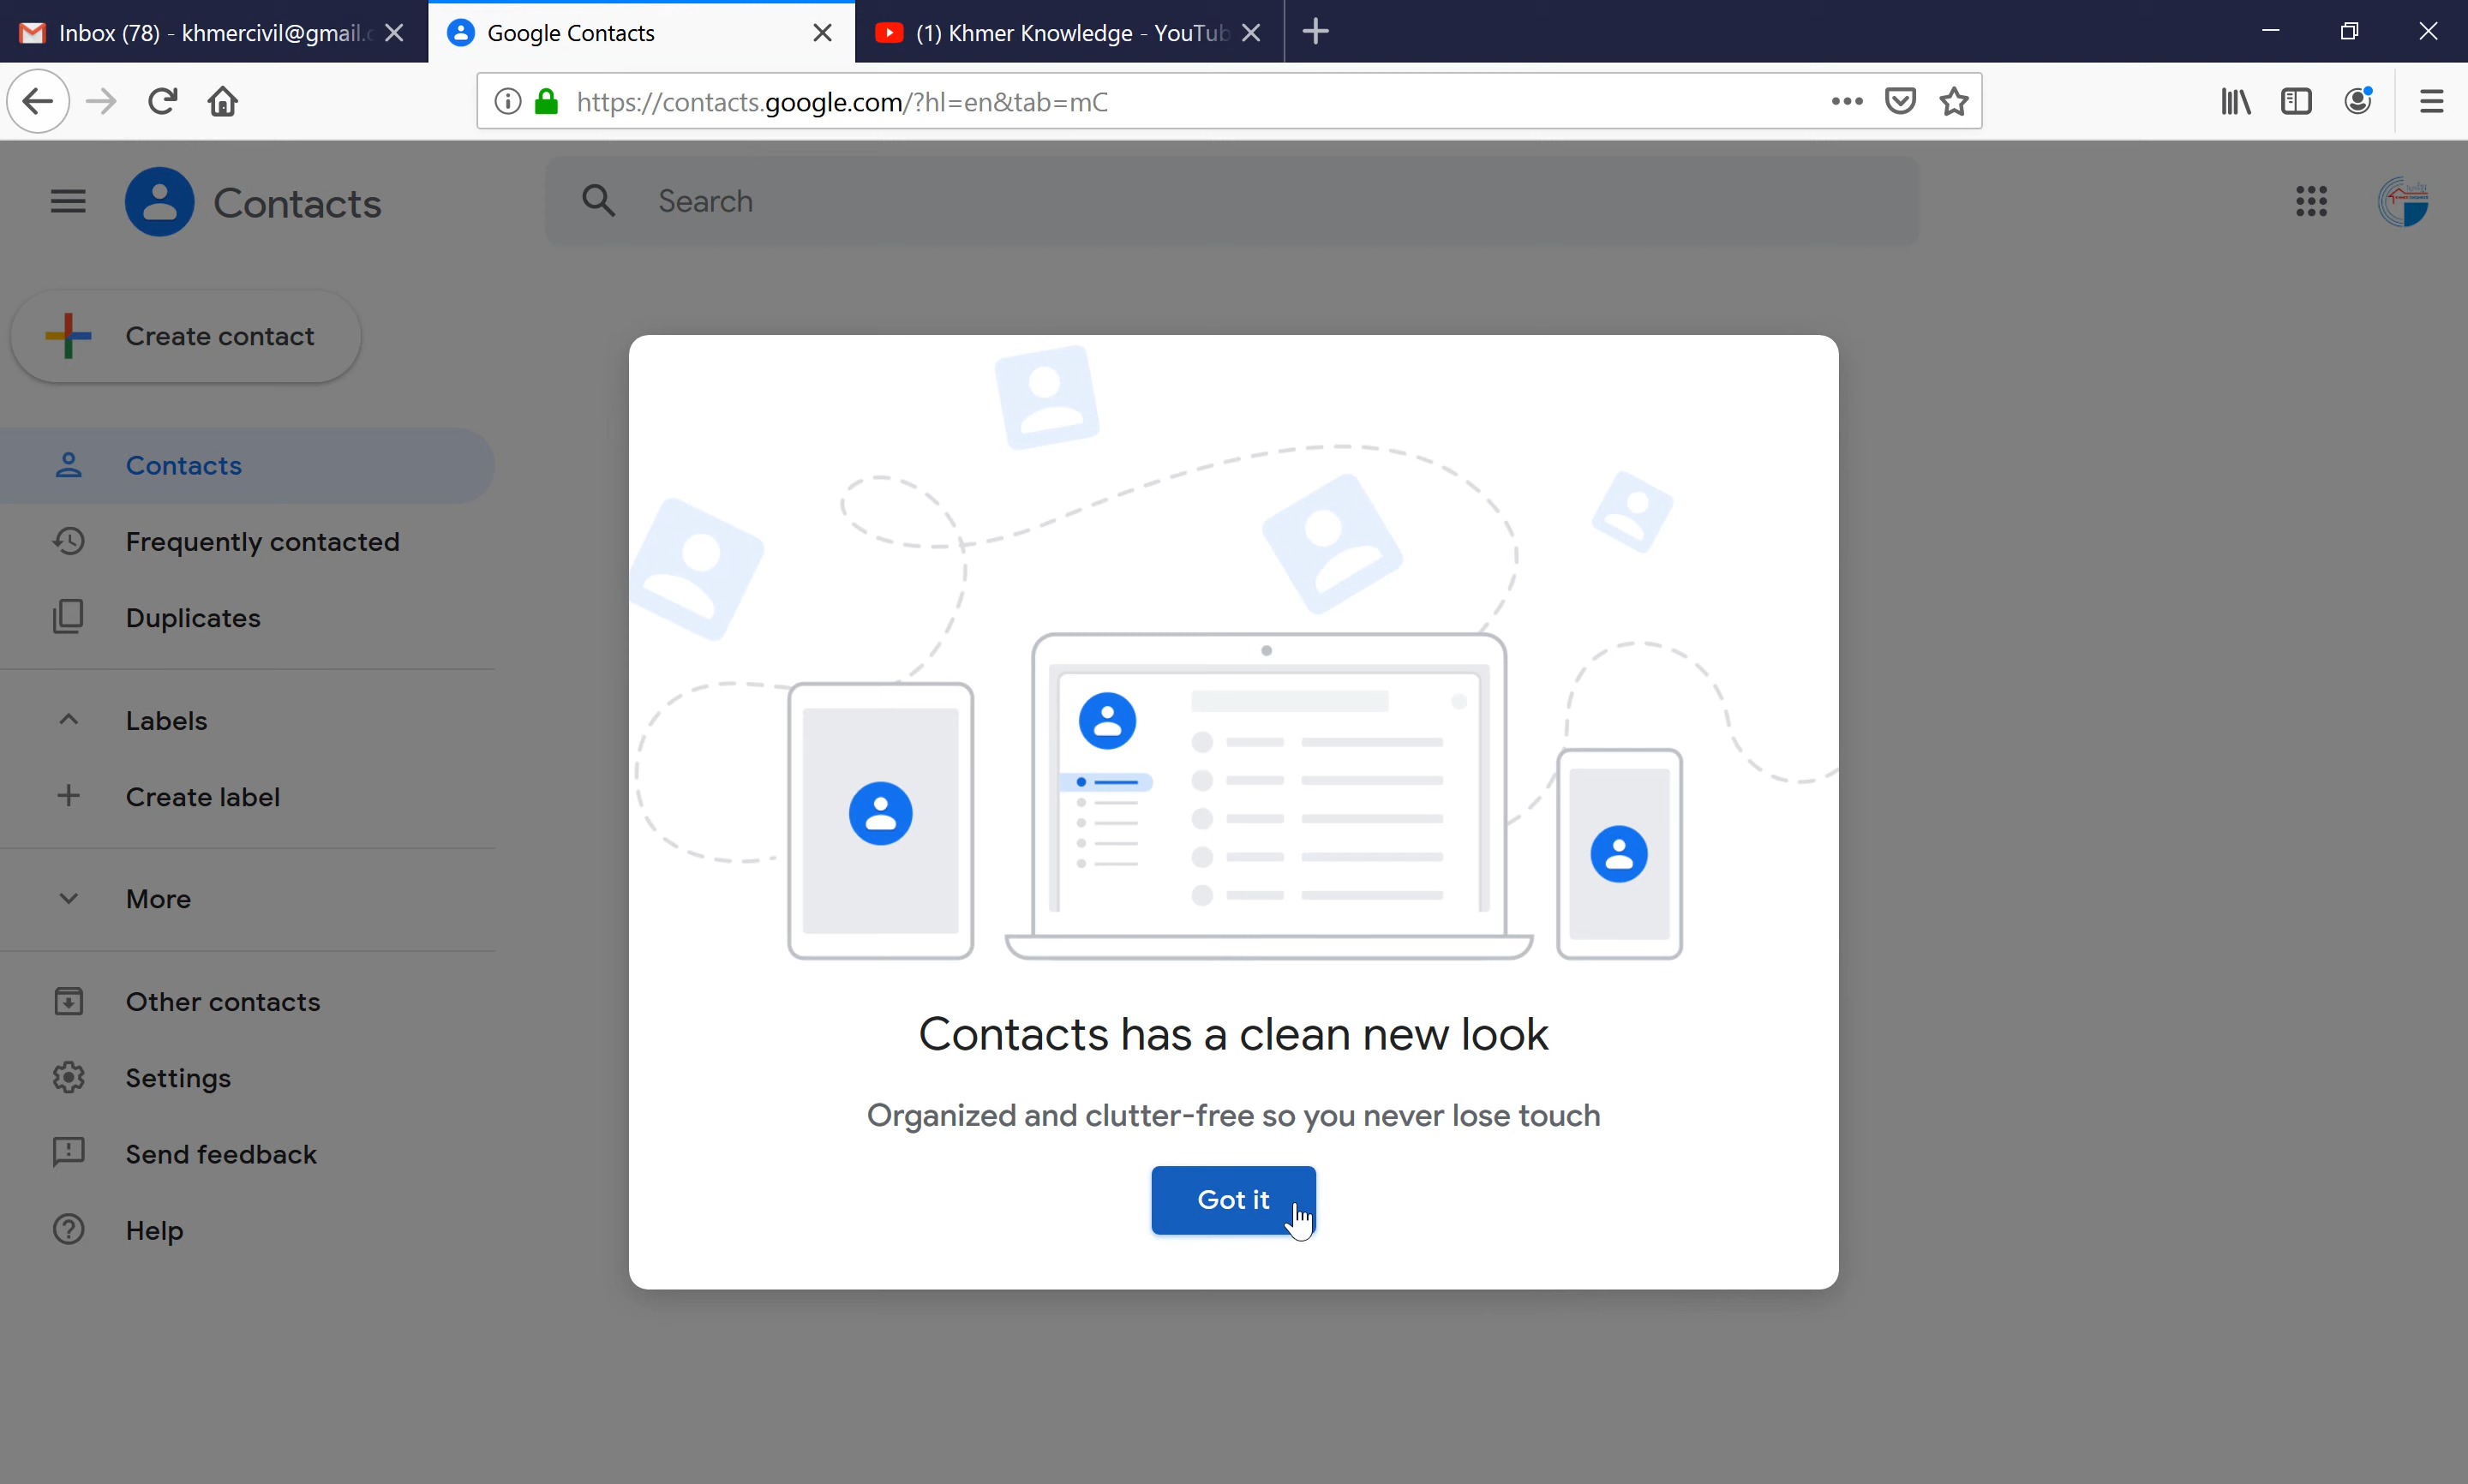 Inbox (78) - khmercivil@gmail.c
Google Contacts
(1) Khmer Knowledge - YouTub
https://contacts.google.com/?hl=en&tab=mC
Contacts
Search
Create contact
Contacts
Frequently contacted
Duplicates
Labels
Create label
More
Other contacts
Settings
Send feedback
Help
Contacts has a clean new look
Organized and clutter-free so you never lose touch
Got it